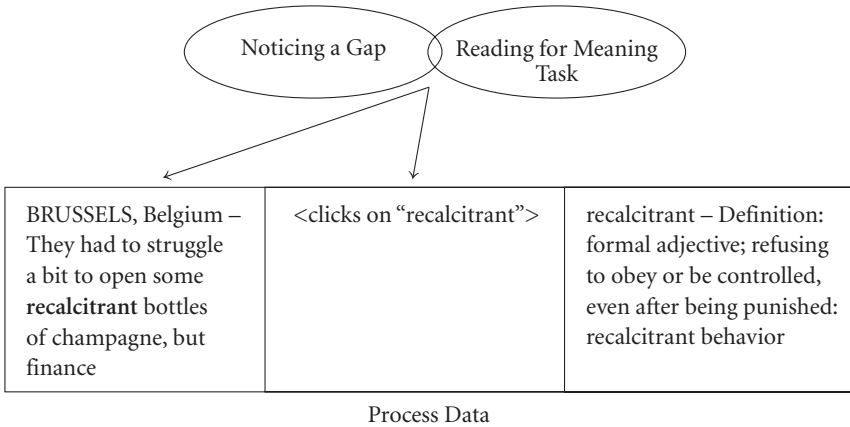 Noticing a Gap
Reading for Meaning
Task
BRUSSELS, Belgium –
They had to struggle
a bit to open some
recalcitrant bottles
of champagne, but
finance
<clicks on “recalcitrant”>
recalcitrant – Definition:
formal adjective; refusing
to obey or be controlled,
even after being punished:
recalcitrant behavior
Process Data